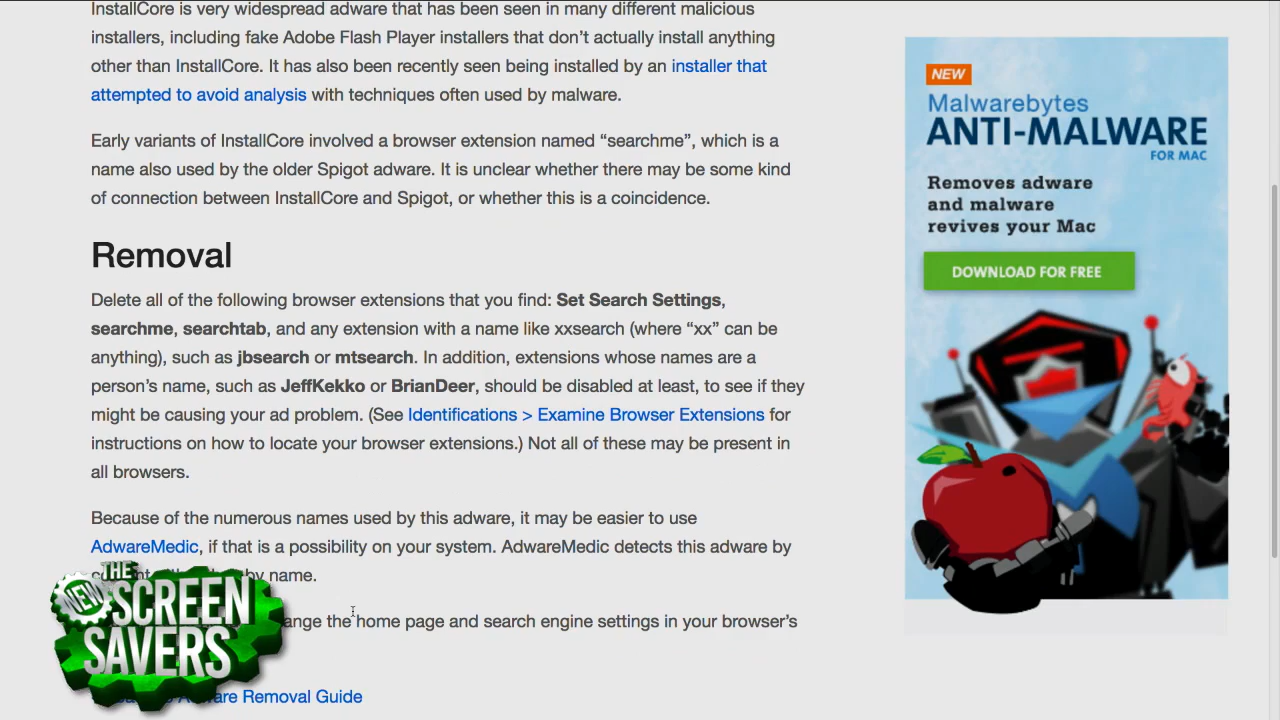 InstallCore is very widespread adware that has been seen in many different malicious
installers, including fake Adobe Flash Player installers that don’t actually install anything
other than InstallCore. It has also been recently seen being installed by an installer that
attempted to avoid analysis with techniques often used by malware.
Early variants of InstallCore involved a browser extension named “searchme”, which is a
name also used by the older Spigot adware. It is unclear whether there may be some kind
of connection between InstallCore and Spigot, or whether this is a coincidence.
Removal
Delete all of the following browser extensions that you find: Set Search Settings,
searchme, searchtab, and any extension with a name like xxsearch (where “xx” can be
anything), such as jbsearch or mtsearch. In addition, extensions whose names are a
person’s name, such as JeffKekko or BrianDeer, should be disabled at least, to see if they
might be causing your ad problem. (See Identifications > Examine Browser Extensions for
instructions on how to locate your browser extensions.) Not all of these may be present in
all browsers.
Because of the numerous names used by this adware, it may be easier to use
AdwareMedic, if that is a possibility on your system. AdwareMedic detects this adware by
by name.
the home page and search engine settings in your browser’s
Removal Guide
NEW
Malwarebytes
ANTI-MALWARE
FOR MAC
Removes adware
and malware
revives your Mac
DOWNLOAD FOR FREE
THE
NEW
SCREEN
SAVERS